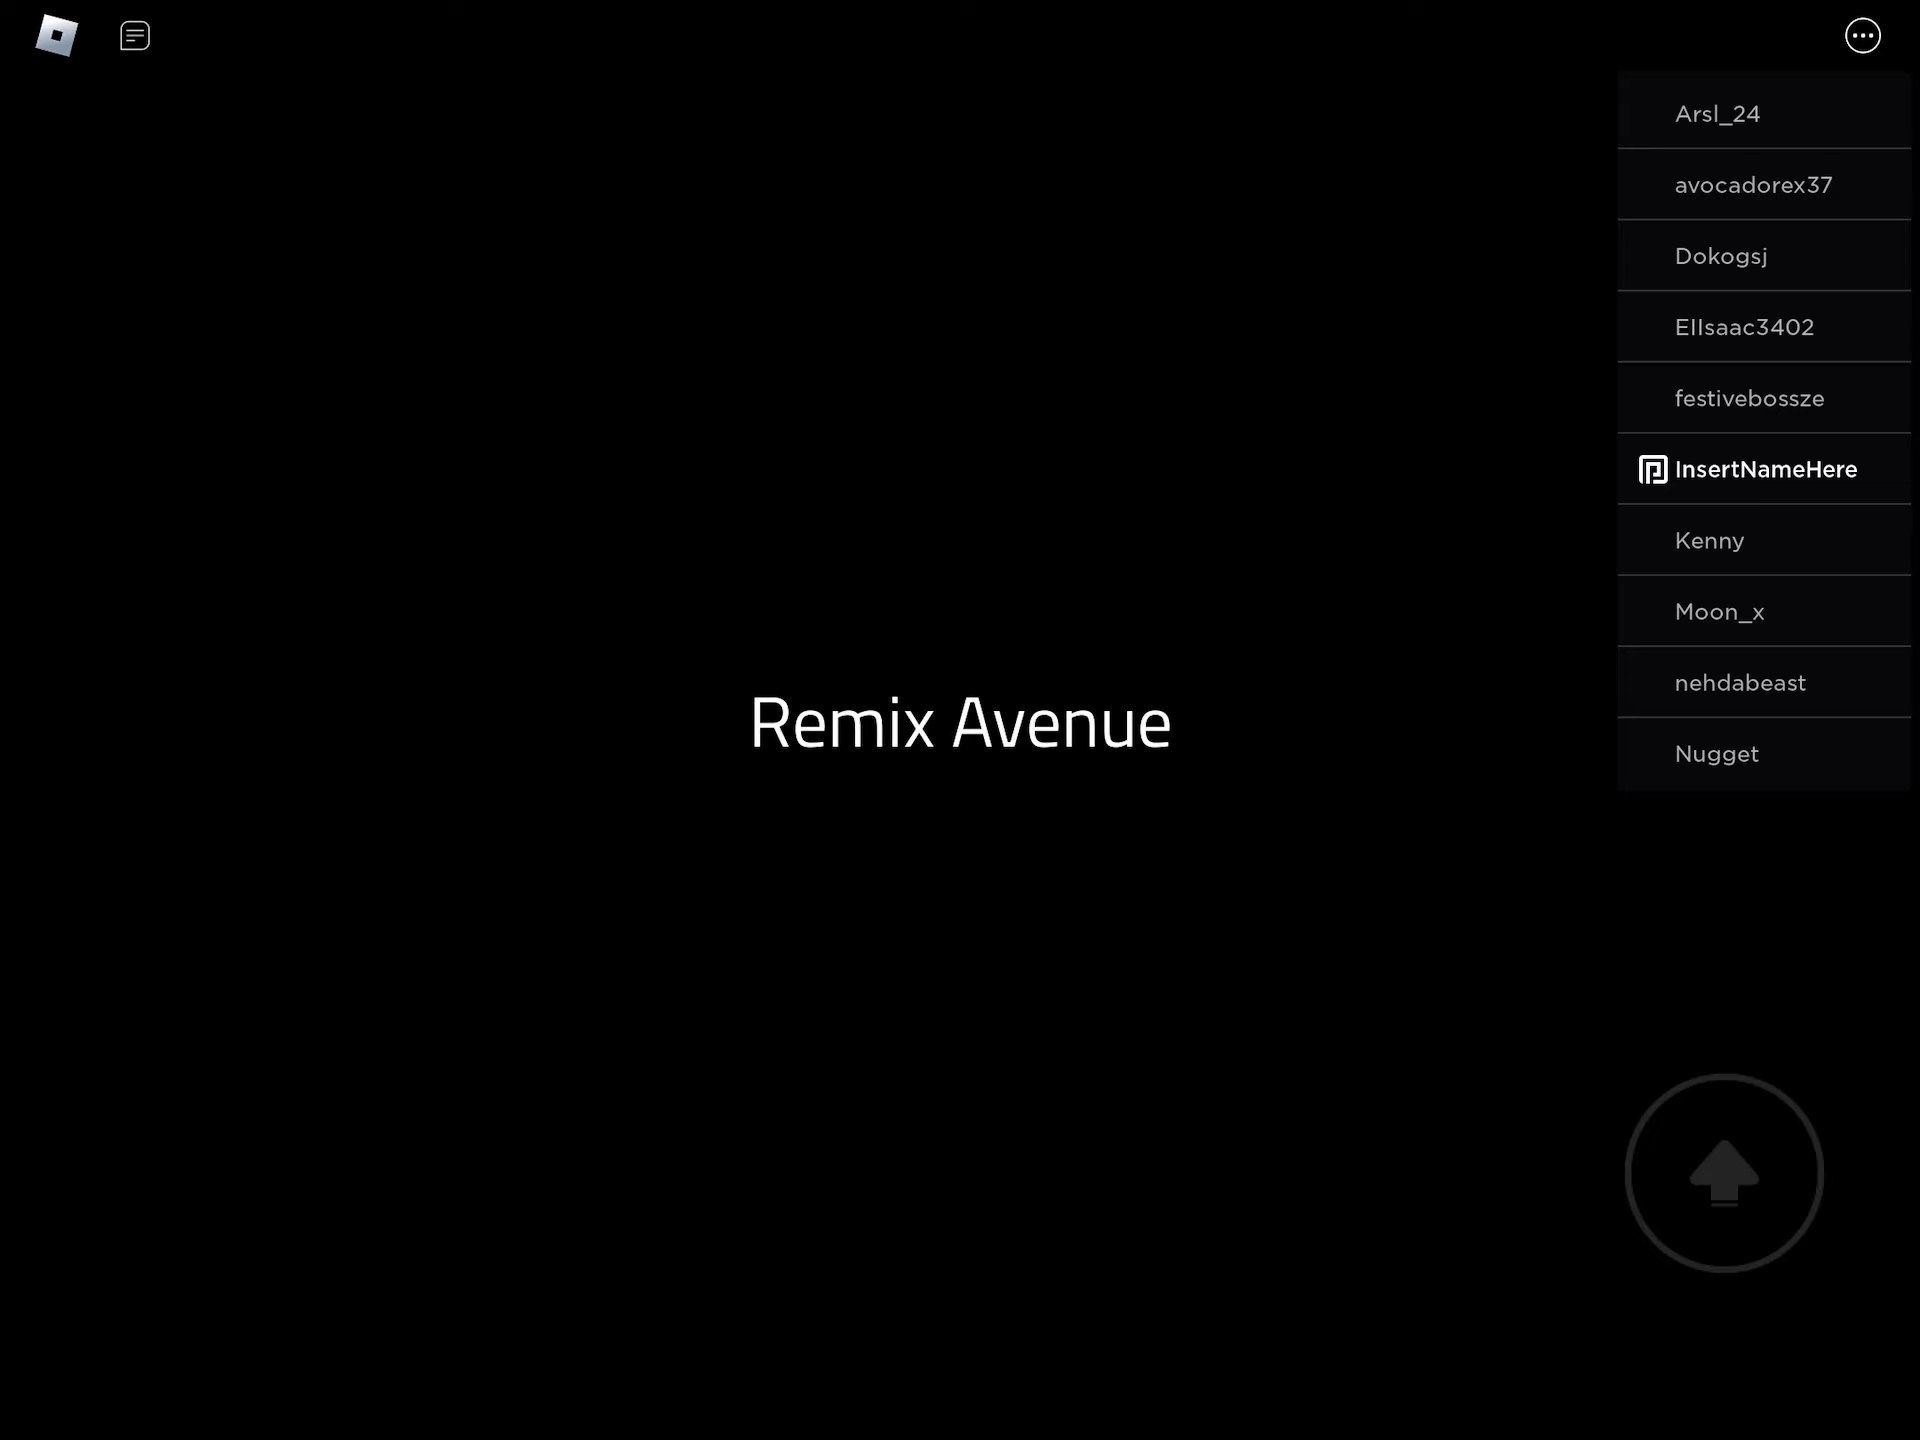 Arsl_24
avocadorex37
Dokogsj
EIIsaac3402
festivebossze
InsertNameHere
Kenny
Moon_x
nehdabeast
Remix Avenue
Nugget